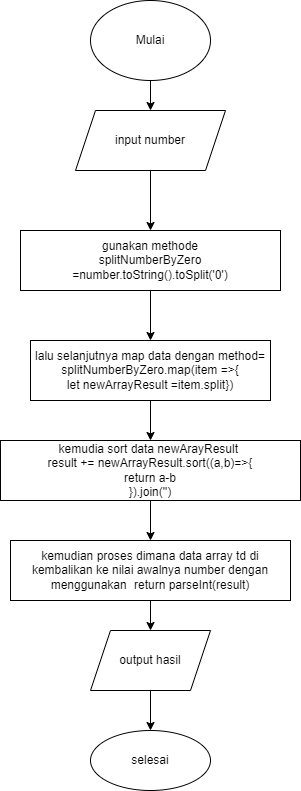 Mulai
input number
gunakan methode
splitNumberByZero
=number.toString().toSplit('0')
lalu selanjutnya map data dengan method=
splitNumberByZero.map(item =>{
let newArrayResult =item.split})
kemudia sort data newArayResult
result += newArrayResult.sort((a,b)=>{
return a-b
}).join('')
kemudian proses dimana data array td di
kembalikan ke nilai awalnya number dengan
menggunakan return parseInt(result)
output hasil
selesai